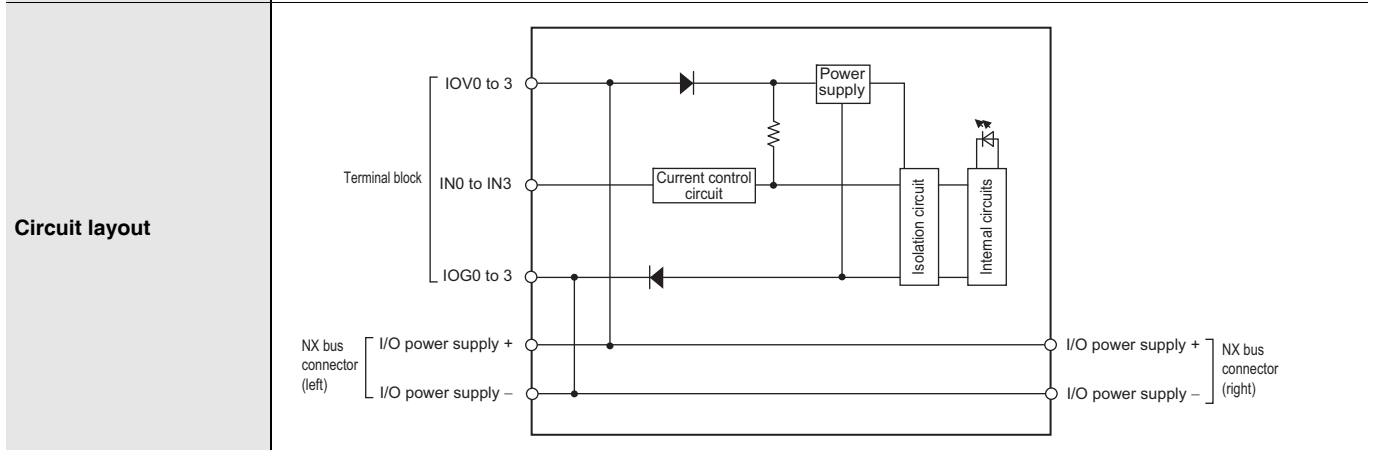 Circuit layout
Terminal block
IOV0 to 3
IN0 to IN3
IOG0 to 3
Power
supply
Current control
circuit
Isolation circuit
Internal circuits
NX bus
connector
(left)
I/O power supply +
I/O power supply −
I/O power supply +
I/O power supply −
NX bus
connector
(right)